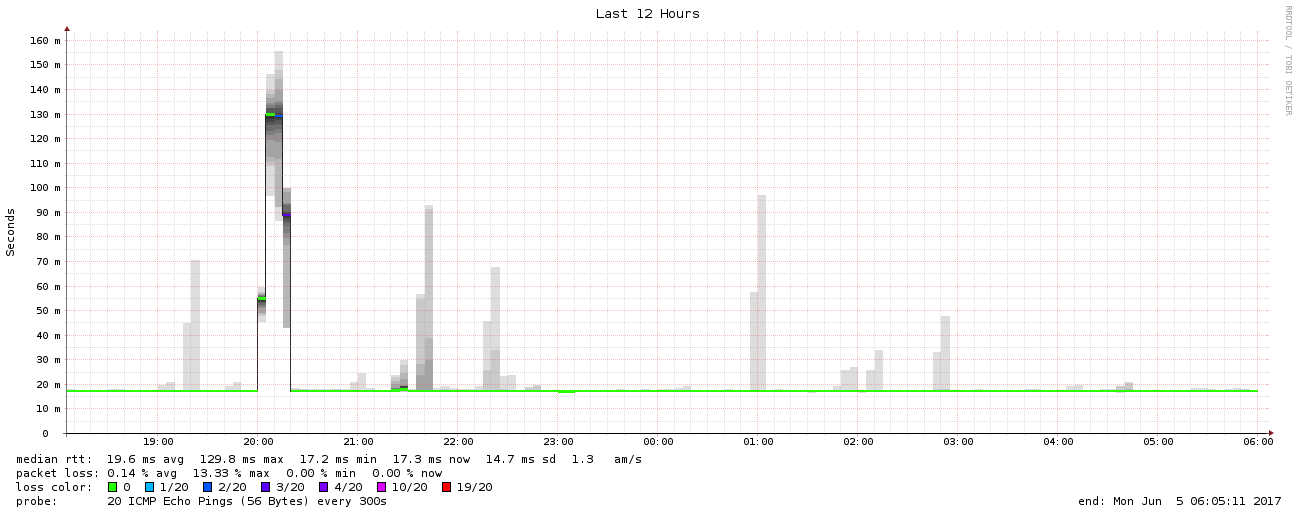 Last 12 Hours
RRDTOOL / TOBI OETIKER
Seconds
160 m
150 m
140 m
130 m
120 m
110 m
100 m
90 m
80 m
70 m
60 m
50 m
40 m
30 m
20 m
10 m
0
19:00 20:00 21:00 22:00 23:00 00:00 01:00 02:00 03:00 04:00 05:00 06:00
median rtt: 19.6 ms avg 129.8 ms max 17.2 ms min 17.3 ms now 14.7 ms sd 1.3 am/s
packet loss: 0.14 % avg 13.33 % max 0.00 % min 0.00 % now
loss color: 0 1/20 2/20 3/20 4/20 10/20 19/20
probe: 20 ICMP Echo Pings (56 Bytes) every 300s end: Mon Jun 5 06:05:11 2017